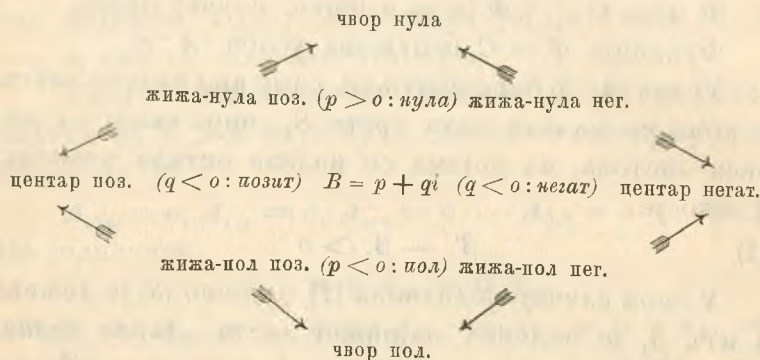 чвор нула
жижа-нула поз. (p > o : нула) жижа-нула нег.
центар поз. (q < o : позит) B = p + qi (q < o : негат) центар негат.
жижа-пол поз. (p < o : пол) жижа-пол пег.
чвор пол.